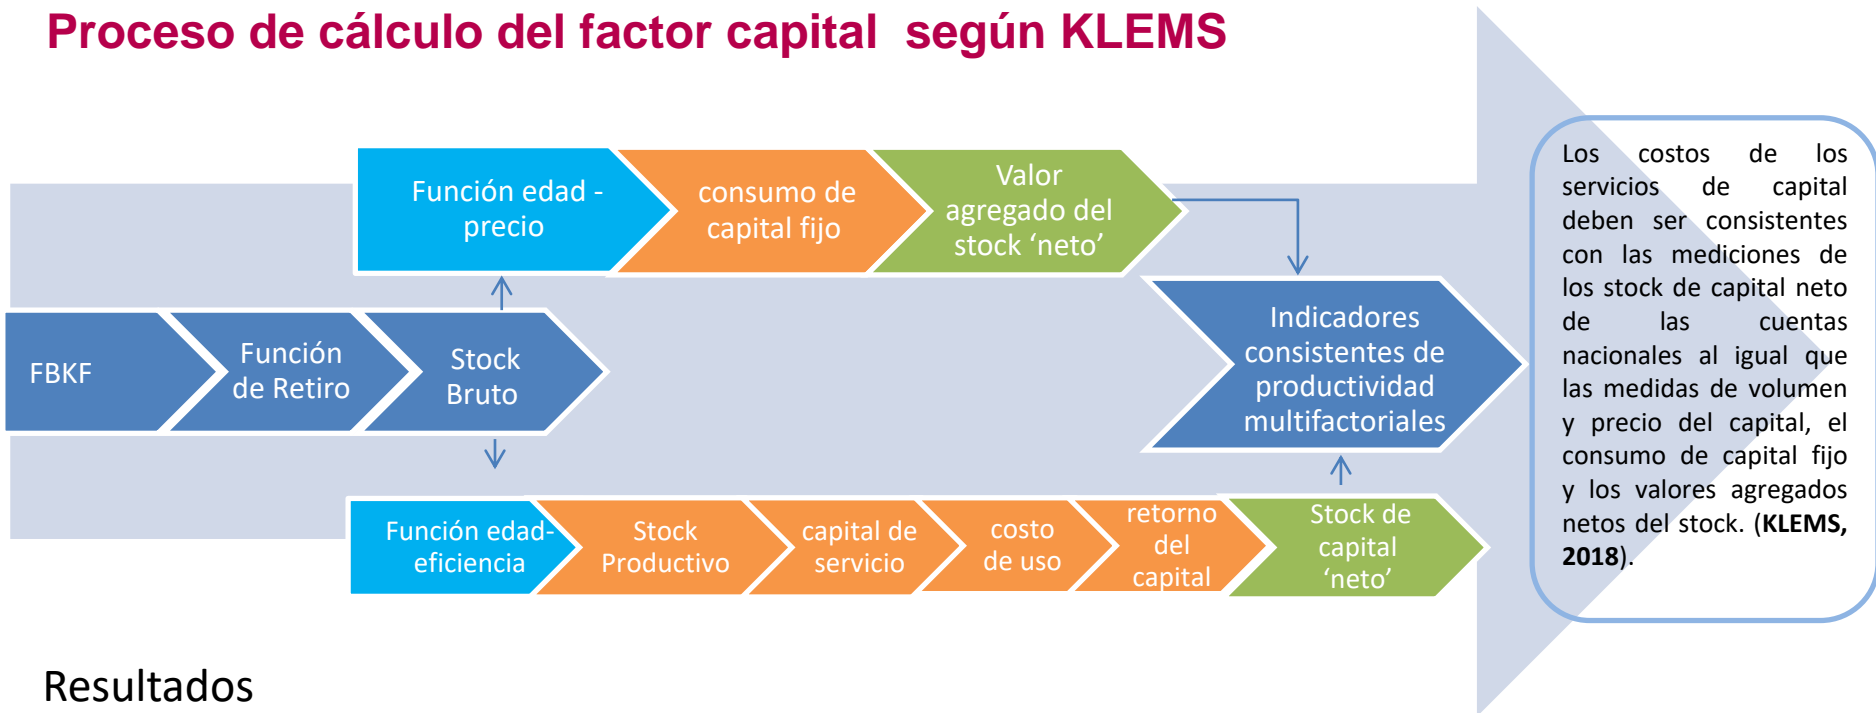 Proceso de cálculo del factor capital según KLEMS
Función edad -
precio
consumo de
capital fijo
Valor
agregado del
stock ‘neto’
FBKF
Función
de Retiro
Stock
Bruto
Indicadores
consistentes de
productividad
multifactoriales
Función edad-
eficiencia
Stock
Productivo
capital de
servicio
costo
de uso
retorno
del
capital
Stock de
capital
‘neto’
Los costos de los
servicios de capital
deben ser consistentes
con las mediciones de
los stock de capital neto
de las cuentas
nacionales al igual que
las medidas de volumen
y precio del capital, el
consumo de capital fijo
y los valores agregados
netos del stock. (KLEMS,
2018).
Resultados